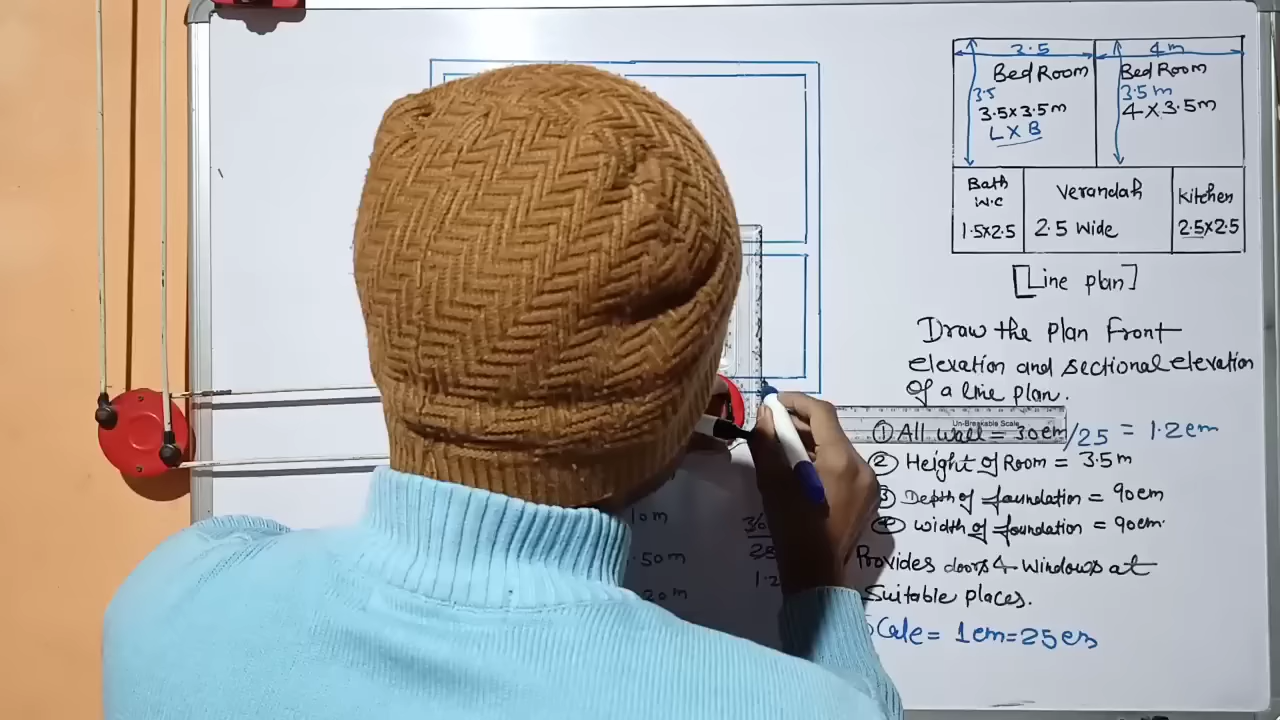 3.5
4m
Bed Room
Bed Room
3.5
3.5m
3.5x3.5m
4x3.5m
LxB
Bath
W.C
Verandah
Kitchen
1.5x2.5
2.5 Wide
2.5x2.5
[Line plan]
Draw the plan Front
elevation and sectional elevation
of a line plan.
Un-Breakable Scale
① All wall = 30cm/25 = 1.2cm
② Height of Room = 3.5m
③ Depth of foundation = 90cm
④ Width of foundation = 90cm.
Provides doors & windows at
Suitable places.
Scale = 1cm=25cm
.50m